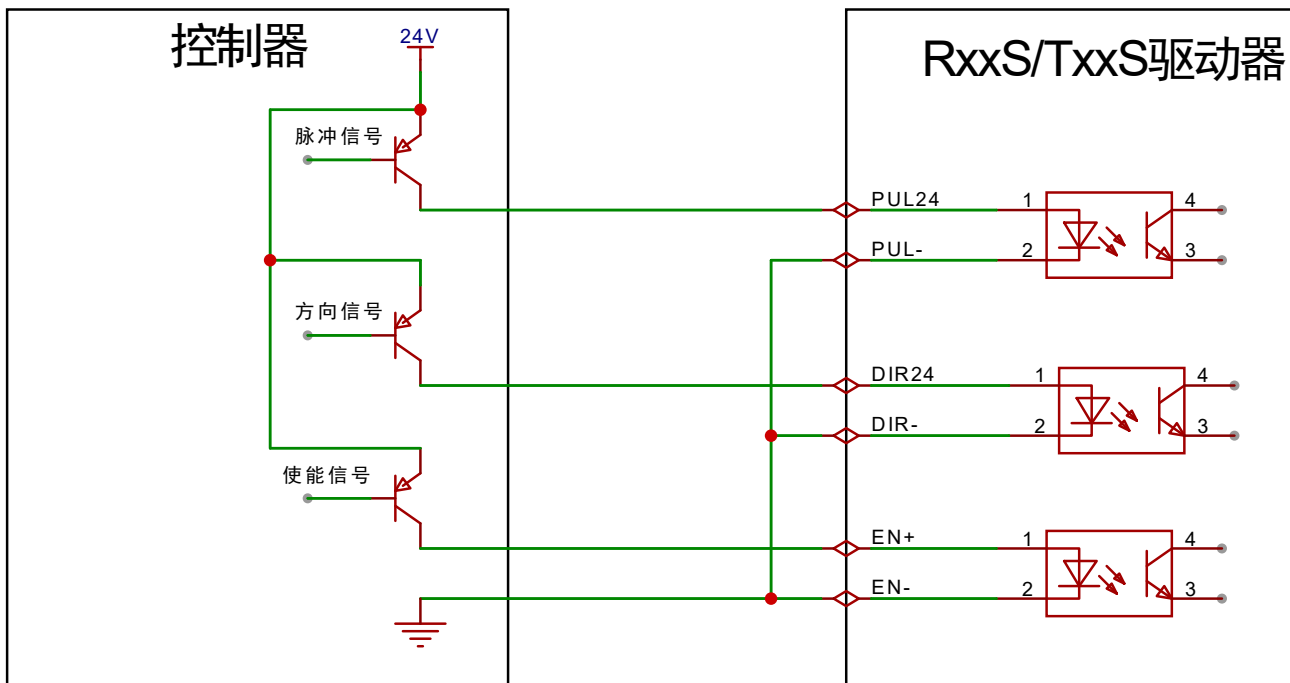 控制器
24V
RxxS/TxxS驱动器
脉冲信号
PUL24
1
4
PUL-
2
3
方向信号
DIR24
1
4
DIR-
2
3
使能信号
EN+
1
4
EN-
2
3